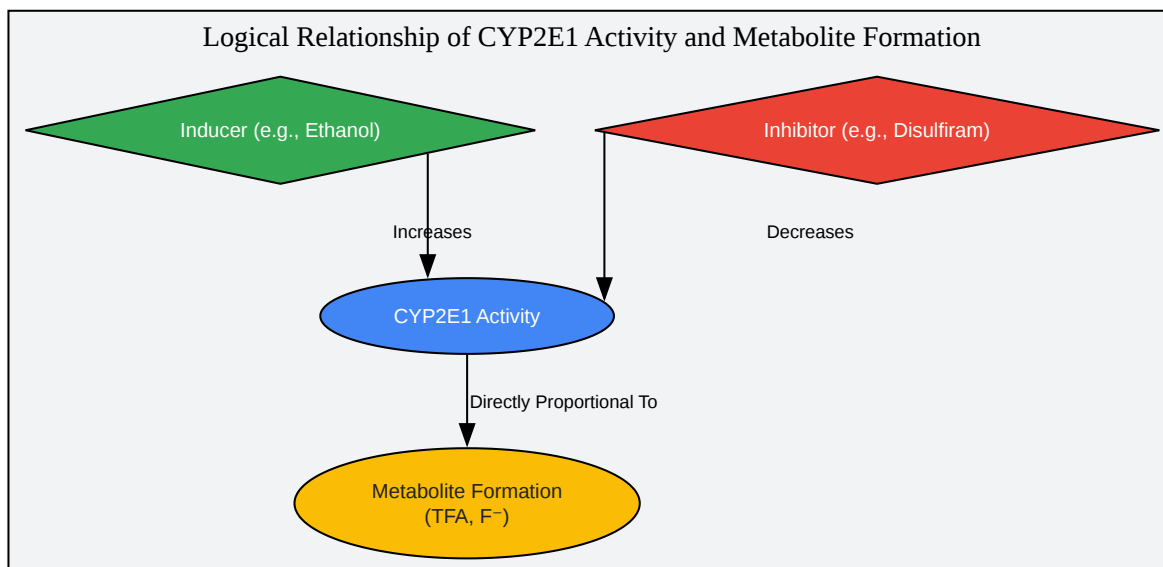 Logical Relationship of CYP2E1 Activity and Metabolite Formation
Inducer (e.g., Ethanol)
Inhibitor (e.g., Disulfiram)
Increases
Decreases
CYP2E1 Activity
Directly Proportional To
Metabolite Formation
(TFA, F⁻)